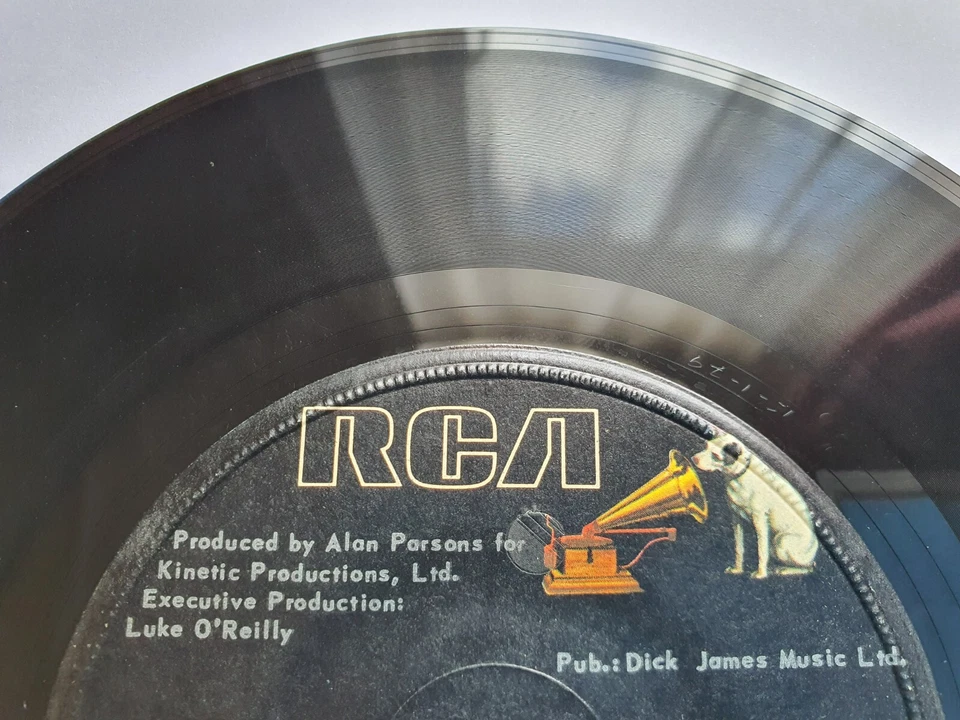 RCA
Produced by Alan Parsons for
Kinetic Productions, Ltd.
Executive Production:
Luke O'Reilly
Pub.: Dick James Music Ltd.